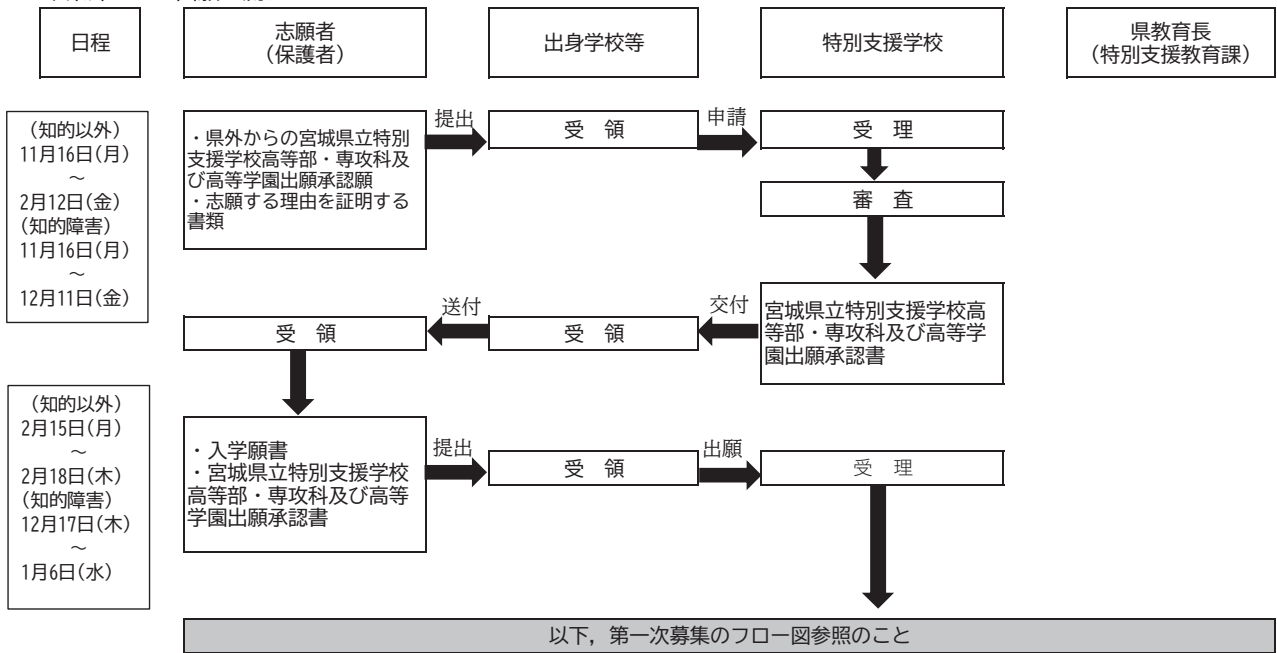 日程
志願者
（保護者）
出身学校等
特別支援学校
県教育長
（特別支援教育課）
（知的以外）
11月16日(月)
～
2月12日(金)
(知的障害)
11月16日(月)
～
12月11日(金)
・県外からの宮城県立特別
支援学校高等部・専攻科及
び高等学園出願承認願
・志願する理由を証明する
書類
提出
受　領
申請
受　理
審　査
宮城県立特別支援学校高
等部・専攻科及び高等学
園出願承認書
交付
受　領
送付
受　領
（知的以外）
2月15日(月)
～
2月18日(木)
(知的障害)
12月17日(木)
～
1月6日(水)
・入学願書
・宮城県立特別支援学校
高等部・専攻科及び高等
学園出願承認書
提出
受　領
出願
受　理
以下，第一次募集のフロー図参照のこと